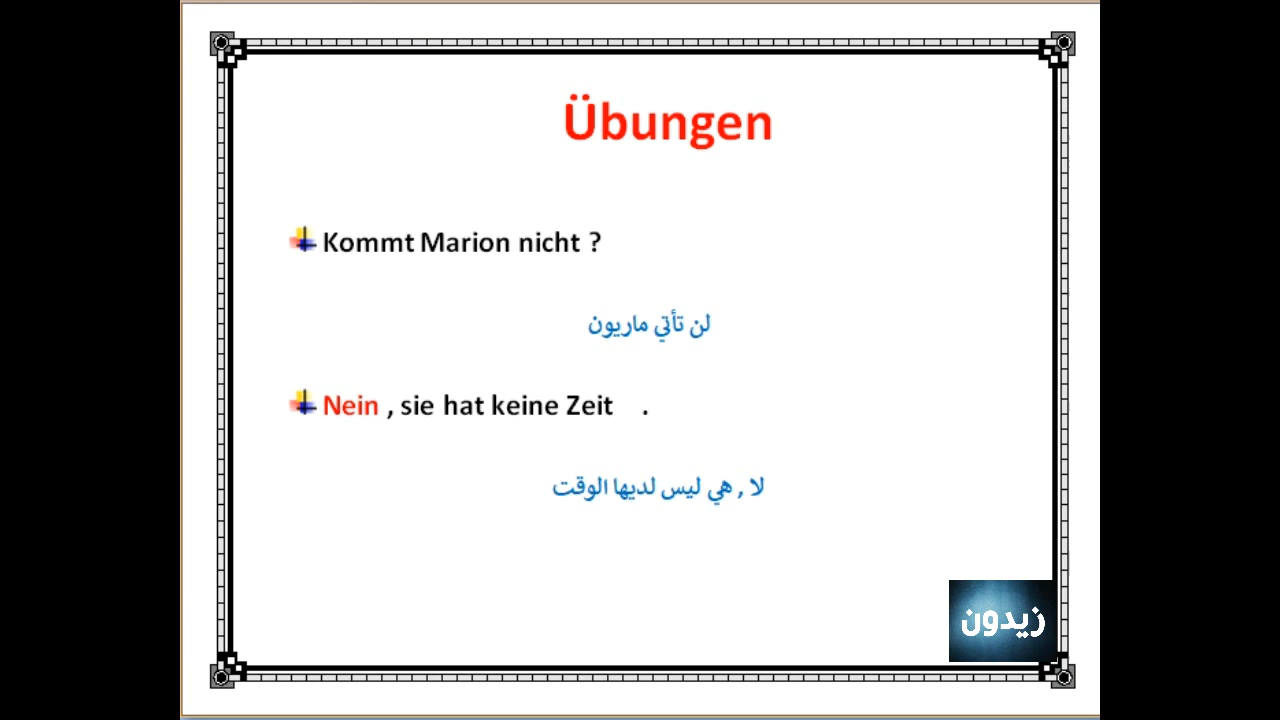 Übungen
Kommt Marion nicht ?
لن تأتي ماريون
Nein , sie hat keine Zeit .
لا , هي ليس لديها الوقت
زيدون